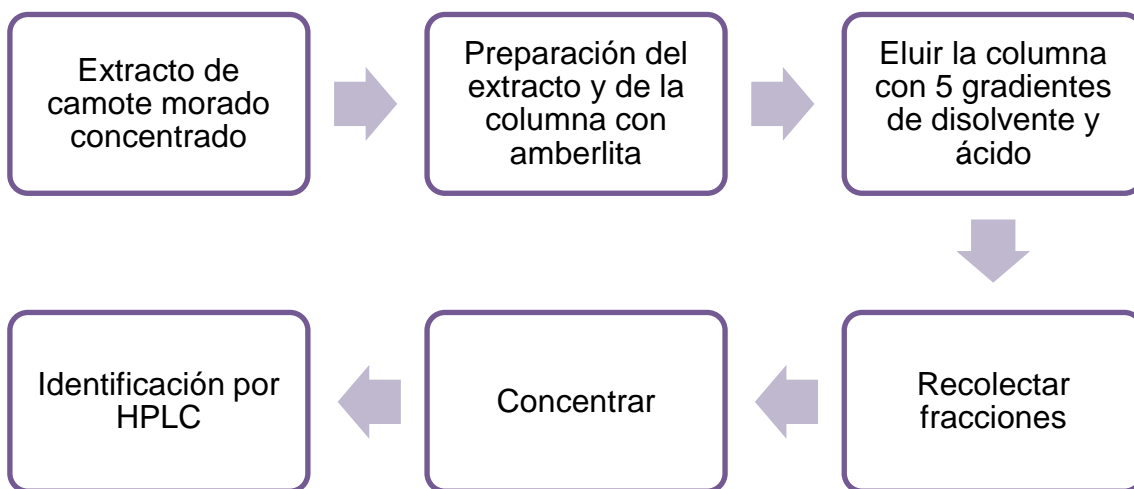 Extracto de
camote morado
concentrado
Preparación del
extracto y de la
columna con
amberlita
Eluir la columna
con 5 gradientes
de disolvente y
ácido
Recolectar
fracciones
Concentrar
Identificación por
HPLC